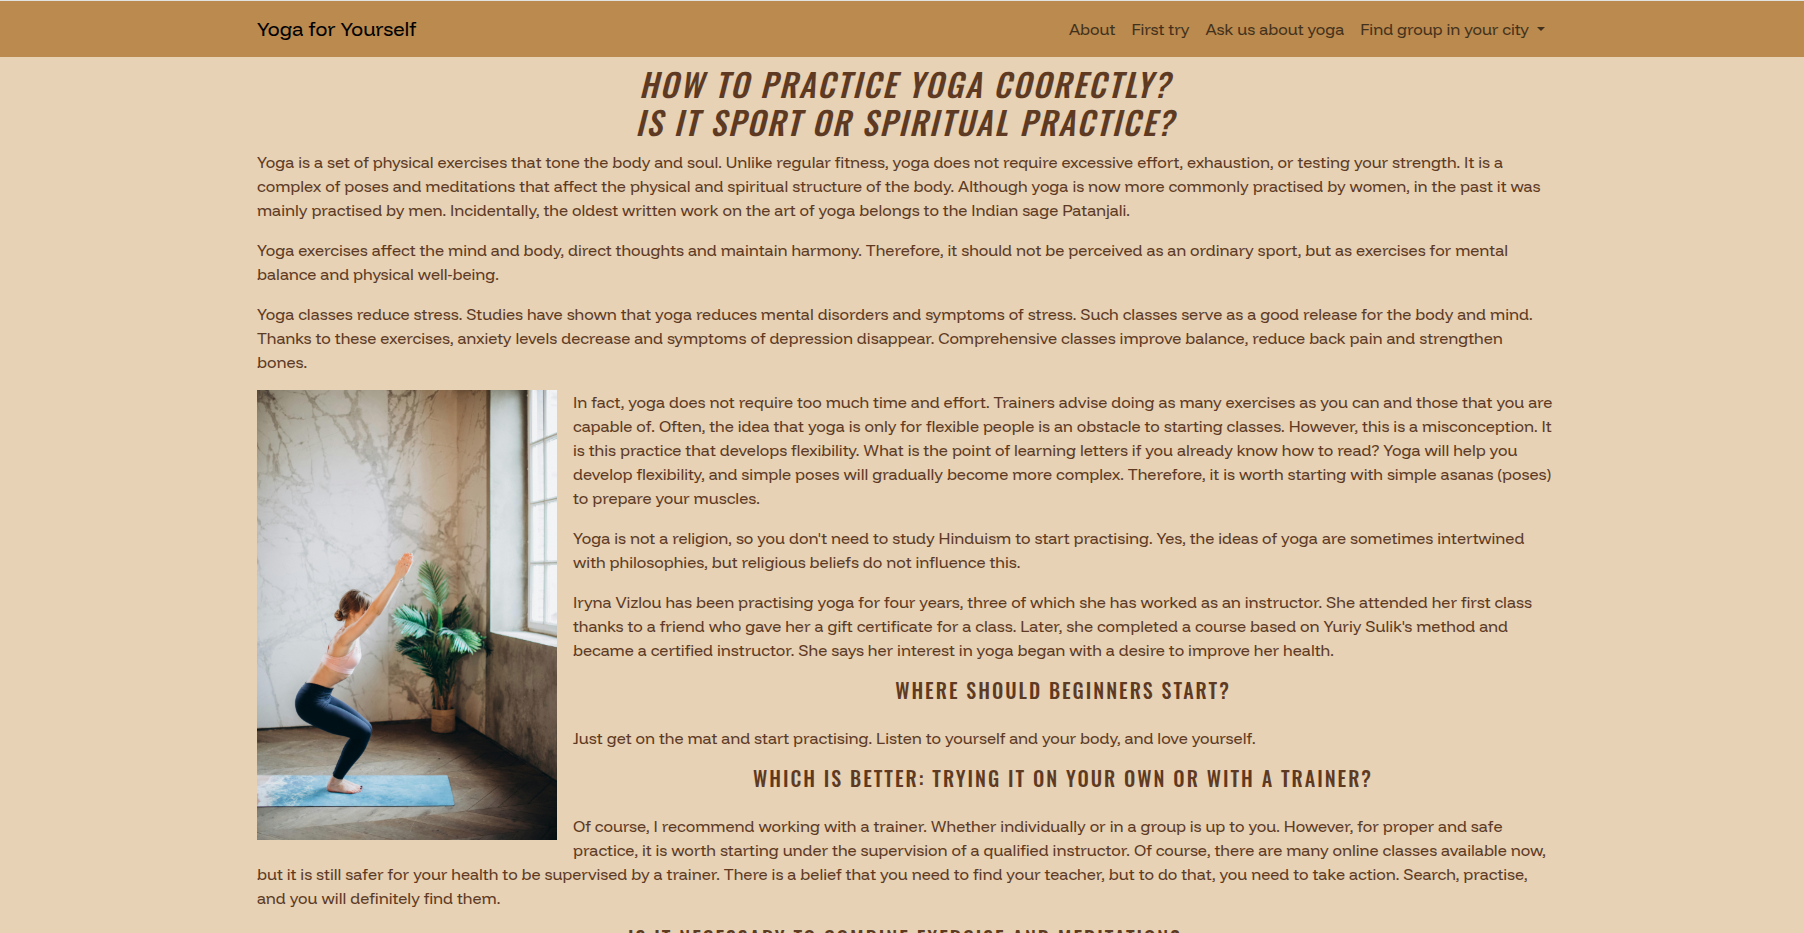 Yoga for Yourself
About First try Ask us about yoga Find group in your city
HOW TO PRACTICE YOGA COORECTLY?
IS IT SPORT OR SPIRITUAL PRACTICE?
Yoga is a set of physical exercises that tone the body and soul. Unlike regular fitness, yoga does not require excessive effort, exhaustion, or testing your strength. It is a
complex of poses and meditations that affect the physical and spiritual structure of the body. Although yoga is now more commonly practised by women, in the past it was
mainly practised by men. Incidentally, the oldest written work on the art of yoga belongs to the Indian sage Patanjali.
Yoga exercises affect the mind and body, direct thoughts and maintain harmony. Therefore, it should not be perceived as an ordinary sport, but as exercises for mental
balance and physical well-being.
Yoga classes reduce stress. Studies have shown that yoga reduces mental disorders and symptoms of stress. Such classes serve as a good release for the body and mind.
Thanks to these exercises, anxiety levels decrease and symptoms of depression disappear. Comprehensive classes improve balance, reduce back pain and strengthen
bones.
In fact, yoga does not require too much time and effort. Trainers advise doing as many exercises as you can and those that you are
capable of. Often, the idea that yoga is only for flexible people is an obstacle to starting classes. However, this is a misconception. It
is this practice that develops flexibility. What is the point of learning letters if you already know how to read? Yoga will help you
develop flexibility, and simple poses will gradually become more complex. Therefore, it is worth starting with simple asanas (poses)
to prepare your muscles.
Yoga is not a religion, so you don't need to study Hinduism to start practising. Yes, the ideas of yoga are sometimes intertwined
with philosophies, but religious beliefs do not influence this.
Iryna Vizlou has been practising yoga for four years, three of which she has worked as an instructor. She attended her first class
thanks to a friend who gave her a gift certificate for a class. Later, she completed a course based on Yuriy Sulik's method and
became a certified instructor. She says her interest in yoga began with a desire to improve her health.
WHERE SHOULD BEGINNERS START?
Just get on the mat and start practising. Listen to yourself and your body, and love yourself.
WHICH IS BETTER: TRYING IT ON YOUR OWN OR WITH A TRAINER?
Of course, I recommend working with a trainer. Whether individually or in a group is up to you. However, for proper and safe
practice, it is worth starting under the supervision of a qualified instructor. Of course, there are many online classes available now,
but it is still safer for your health to be supervised by a trainer. There is a belief that you need to find your teacher, but to do that, you need to take action. Search, practise,
and you will definitely find them.